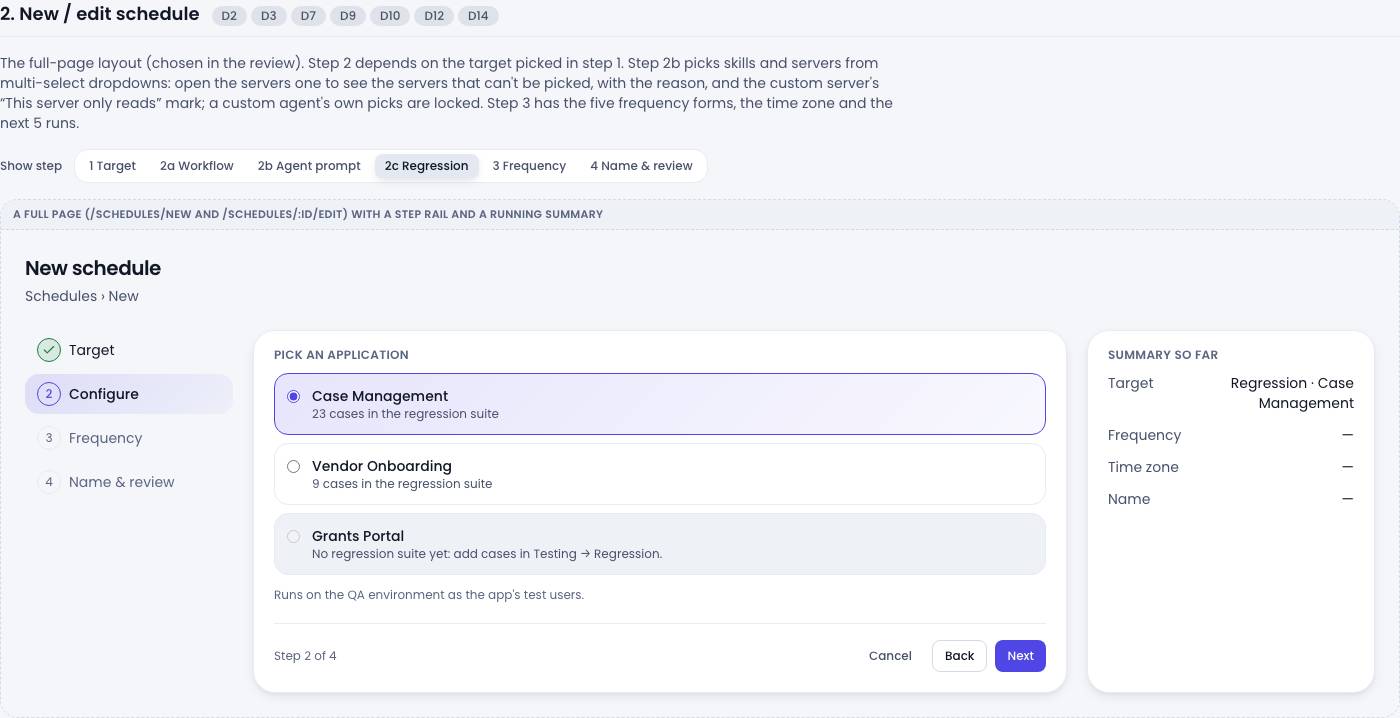 2. New / edit schedule D2 D3 D7 D9 D10 D12 D14
The full-page layout (chosen in the review). Step 2 depends on the target picked in step 1. Step 2b picks skills and servers from
multi-select dropdowns: open the servers one to see the servers that can't be picked, with the reason, and the custom server's
“This server only reads” mark; a custom agent's own picks are locked. Step 3 has the five frequency forms, the time zone and the
next 5 runs.
Show step 1 Target 2a Workflow 2b Agent prompt 2c Regression 3 Frequency 4 Name & review
A FULL PAGE (/SCHEDULES/NEW AND /SCHEDULES/:ID/EDIT) WITH A STEP RAIL AND A RUNNING SUMMARY
New schedule
Schedules › New
Target
2 Configure
3 Frequency
4 Name & review
PICK AN APPLICATION
Case Management
23 cases in the regression suite
Vendor Onboarding
9 cases in the regression suite
Grants Portal
No regression suite yet: add cases in Testing → Regression.
Runs on the QA environment as the app's test users.
Step 2 of 4 Cancel Back Next
SUMMARY SO FAR
Target Regression · Case
Management
Frequency —
Time zone —
Name —